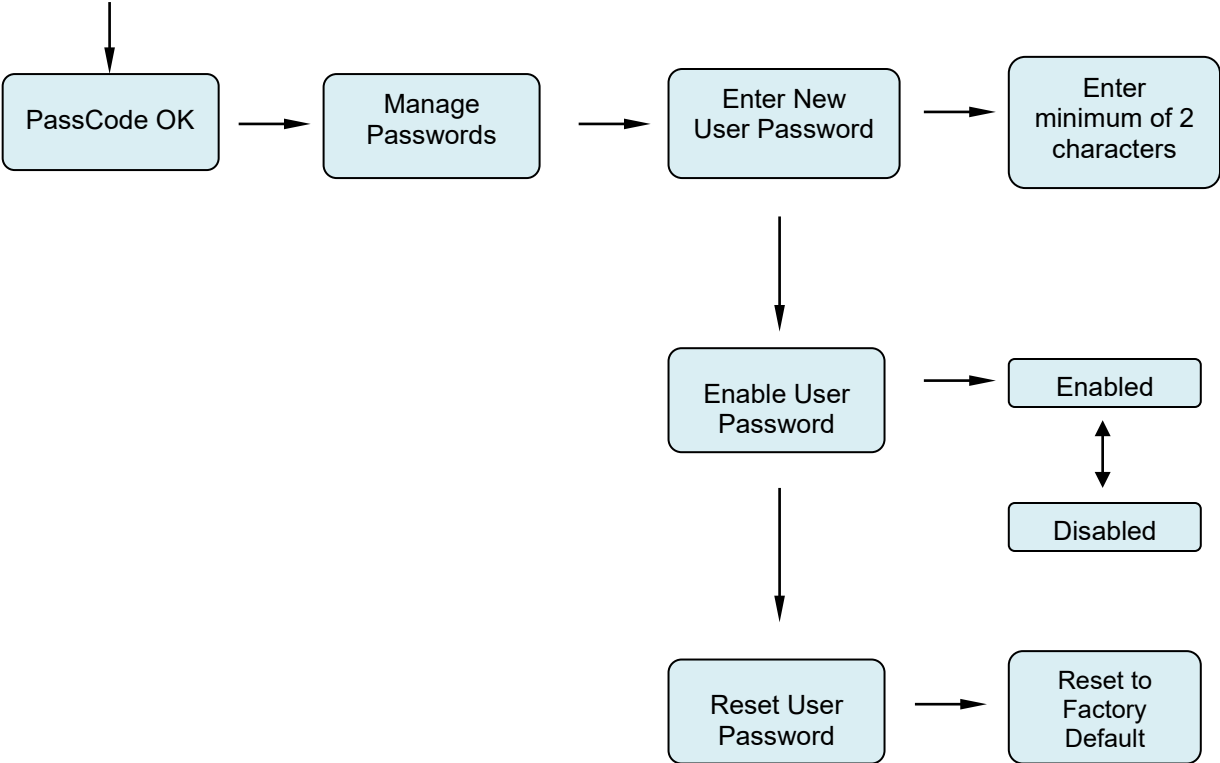 PassCode OK
Manage
Passwords
Enter New
User Password
Enter
minimum of 2
characters
Enable User
Password
Enabled
Disabled
Reset User
Password
Reset to
Factory
Default